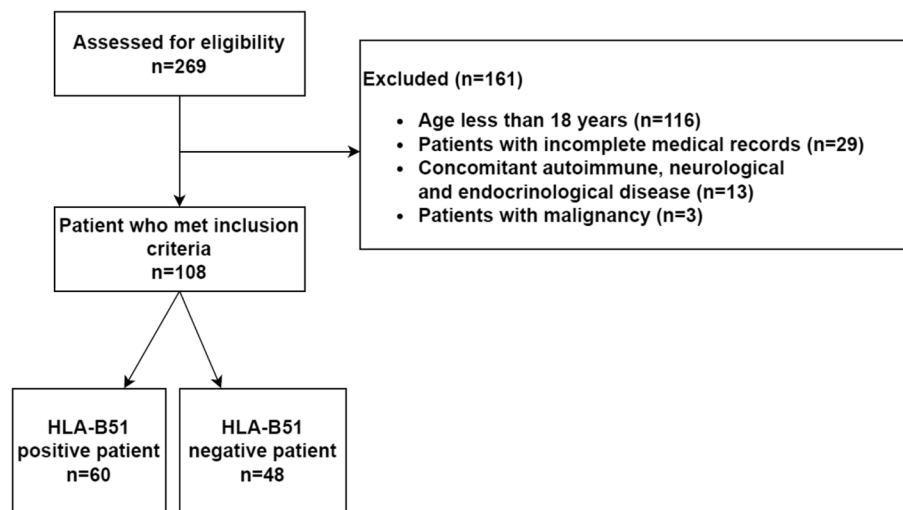 Assessed for eligibility
n=269
Excluded (n=161)
• Age less than 18 years (n=116)
• Patients with incomplete medical records (n=29)
• Concomitant autoimmune, neurological
and endocrinological disease (n=13)
• Patients with malignancy (n=3)
Patient who met inclusion
criteria
n=108
HLA-B51
positive patient
n=60
HLA-B51
negative patient
n=48